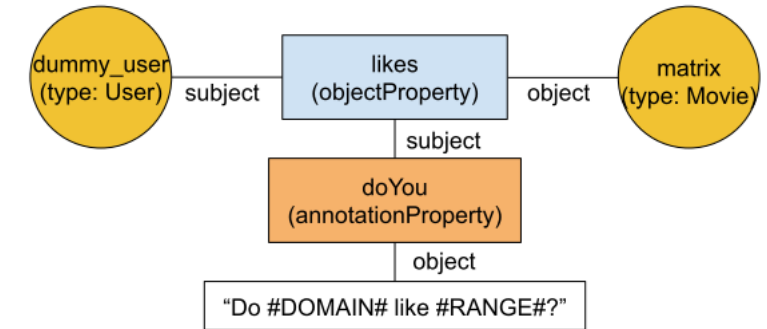 dummy_user
(type: User)
subject
likes
(objectProperty)
object
matrix
(type: Movie)
subject
doYou
(annotationProperty)
object
“Do #DOMAIN# like #RANGE#?”